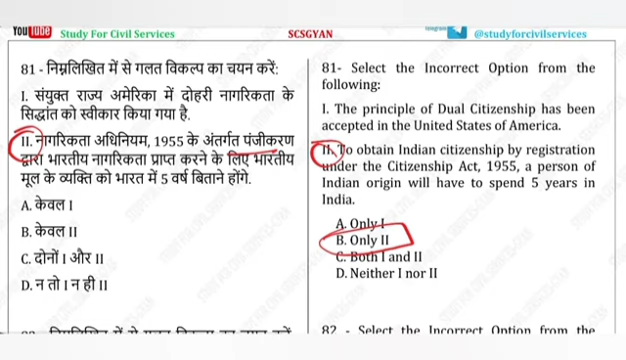 You Tube Study For Civil Services
SCSGYAN
@studyforcivilservices
81 - निम्नलिखित में से गलत विकल्प का चयन करें:
I. संयुक्त राज्य अमेरिका में दोहरी नागरिकता के
सिद्धांत को स्वीकार किया गया है.
II. नागरिकता अधिनियम, 1955 के अंतर्गत पंजीकरण
द्वारा भारतीय नागरिकता प्राप्त करने के लिए भारतीय
मूल के व्यक्ति को भारत में 5 वर्ष बिताने होंगे.
A. केवल I
B. केवल II
C. दोनों I और II
D. न तो I न ही II
81- Select the Incorrect Option from the
following:
I. The principle of Dual Citizenship has been
accepted in the United States of America.
II. To obtain Indian citizenship by registration
under the Citizenship Act, 1955, a person of
Indian origin will have to spend 5 years in
India.
A. Only I
B. Only II
C. Both I and II
D. Neither I nor II
82 - Select the Incorrect Option from the